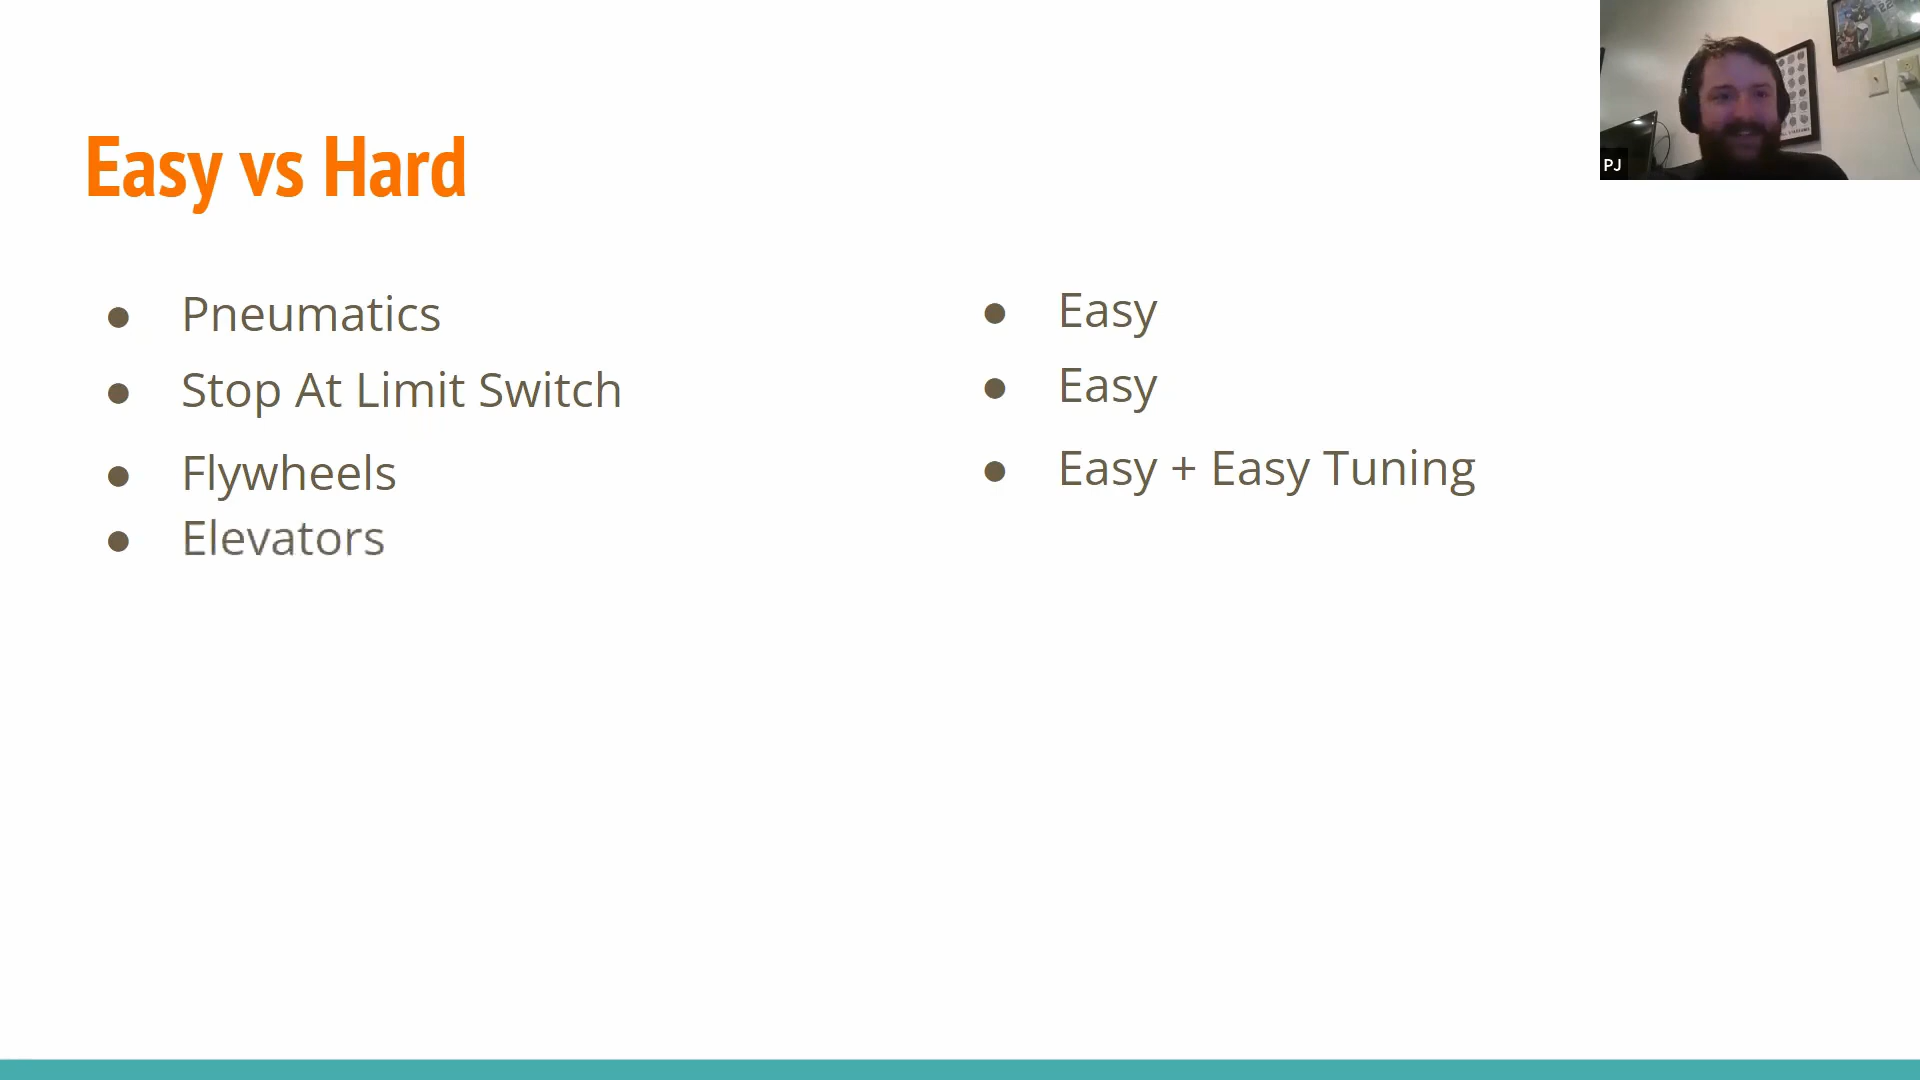 Easy vs Hard
Pneumatics
Stop At Limit Switch
Flywheels
Elevators
Easy
Easy
Easy + Easy Tuning
PJ